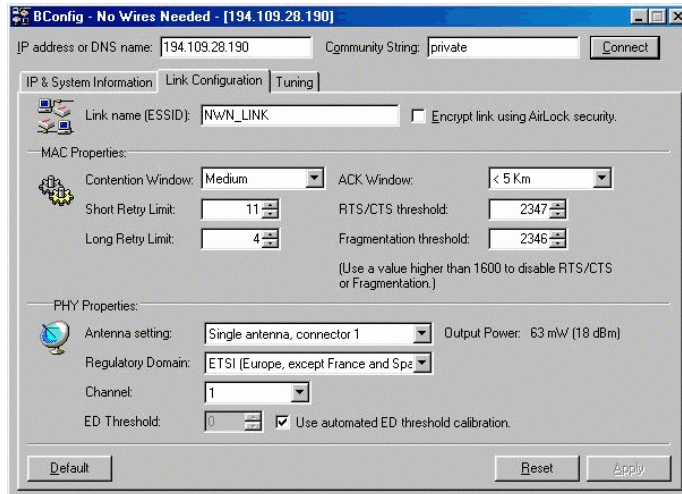 BConfig - No Wires Needed - [194.109.28.190]
IP address or DNS name: 194.109.28.190 Community String: private Connect
IP & System Information Link Configuration Tuning
Link name (ESSID): NWN_LINK Encrypt link using AirLock security.
MAC Properties:
Contention Window: Medium ACK Window: < 5 Km
Short Retry Limit: 11 RTS/CTS threshold: 2347
Long Retry Limit: 4 Fragmentation threshold: 2346
(Use a value higher than 1600 to disable RTS/CTS
or Fragmentation.)
PHY Properties:
Antenna setting: Single antenna, connector 1 Output Power: 63 mW (18 dBm)
Regulatory Domain: ETSI (Europe, except France and Spa
Channel: 1
ED Threshold: 0 Use automated ED threshold calibration.
Default Reset Apply